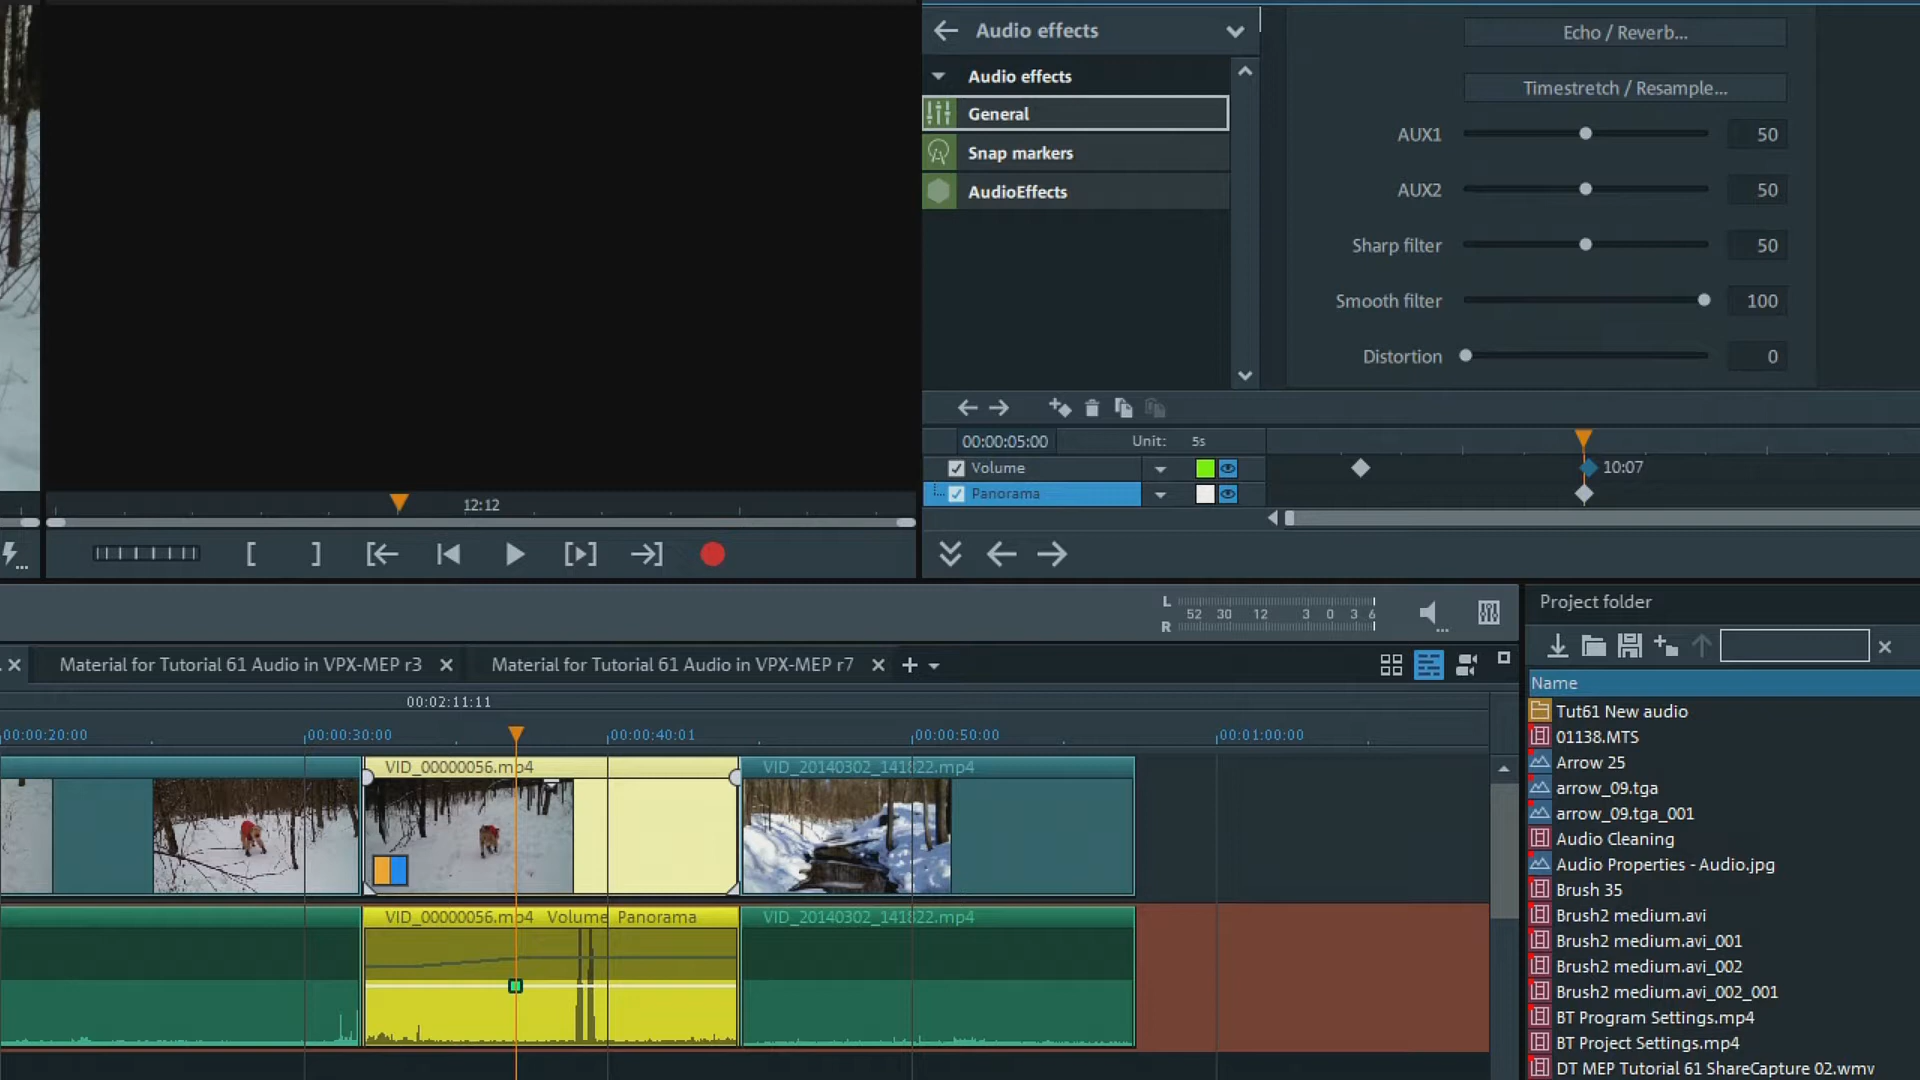 Audio effects
Audio effects
General
Snap markers
AudioEffects
Echo / Reverb...
Timestretch / Resample...
AUX1 50
AUX2 50
Sharp filter 50
Smooth filter 100
Distortion 0
00:00:05:00 Unit: 5s
Volume 10:07
Panorama
12:12
L
52 30 12 3 0 3 6
R
Material for Tutorial 61 Audio in VPX-MEP r3
Material for Tutorial 61 Audio in VPX-MEP r7
00:02:11:11
00:00:20:00 00:00:30:00 00:00:40:01 00:00:50:00 00:01:00:00
VID_00000056.mp4 VID_20140302_141822.mp4
VID_00000056.mp4 Volume Panorama VID_20140302_141822.mp4
Project folder
Name
Tut61 New audio
01138.MTS
Arrow 25
arrow_09.tga
arrow_09.tga_001
Audio Cleaning
Audio Properties - Audio.jpg
Brush 35
Brush2 medium.avi
Brush2 medium.avi_001
Brush2 medium.avi_002
Brush2 medium.avi_002_001
BT Program Settings.mp4
BT Project Settings.mp4
DT MEP Tutorial 61 ShareCapture 02.wmv